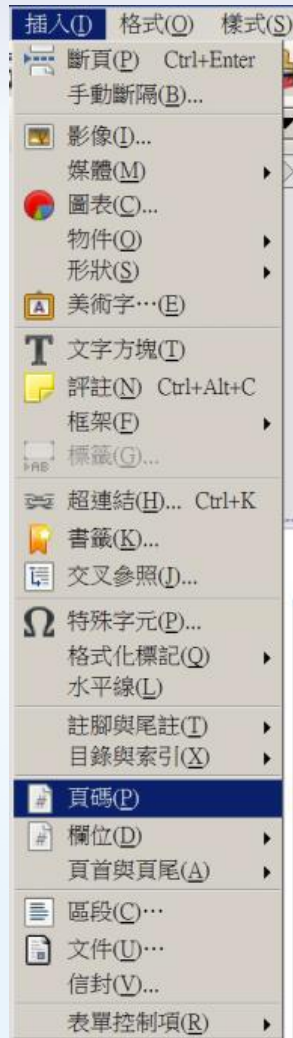 插入(I) 格式(O) 樣式(S)
斷頁(P) Ctrl+Enter
手動斷隔(B)...
影像(I)...
媒體(M)
圖表(C)...
物件(O)
形狀(S)
美術字⋯(E)
文字方塊(T)
評註(N) Ctrl+Alt+C
框架(F)
標籤(G)...
超連結(H)... Ctrl+K
書籤(K)...
交叉參照(J)...
特殊字元(P)...
格式化標記(Q)
水平線(L)
註腳與尾註(T)
目錄與索引(X)
頁碼(P)
欄位(D)
頁首與頁尾(A)
區段(C)⋯
文件(U)⋯
信封(V)...
表單控制項(R)